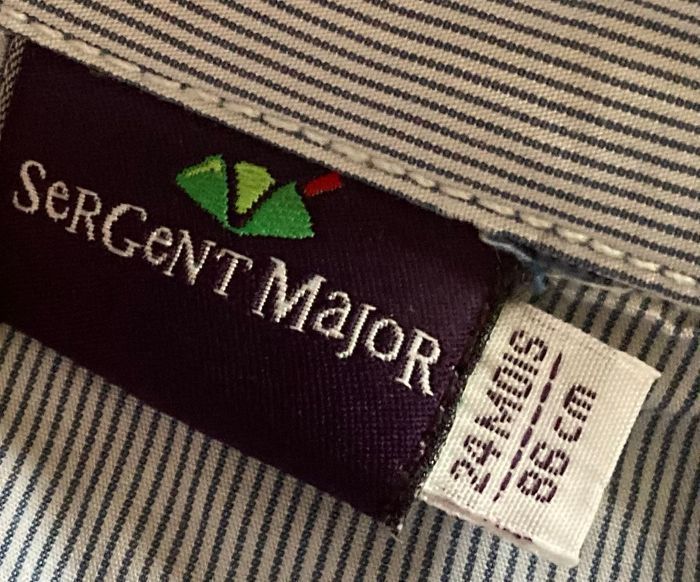 SeRGeNT MajoR
24 MOIS
86 cm